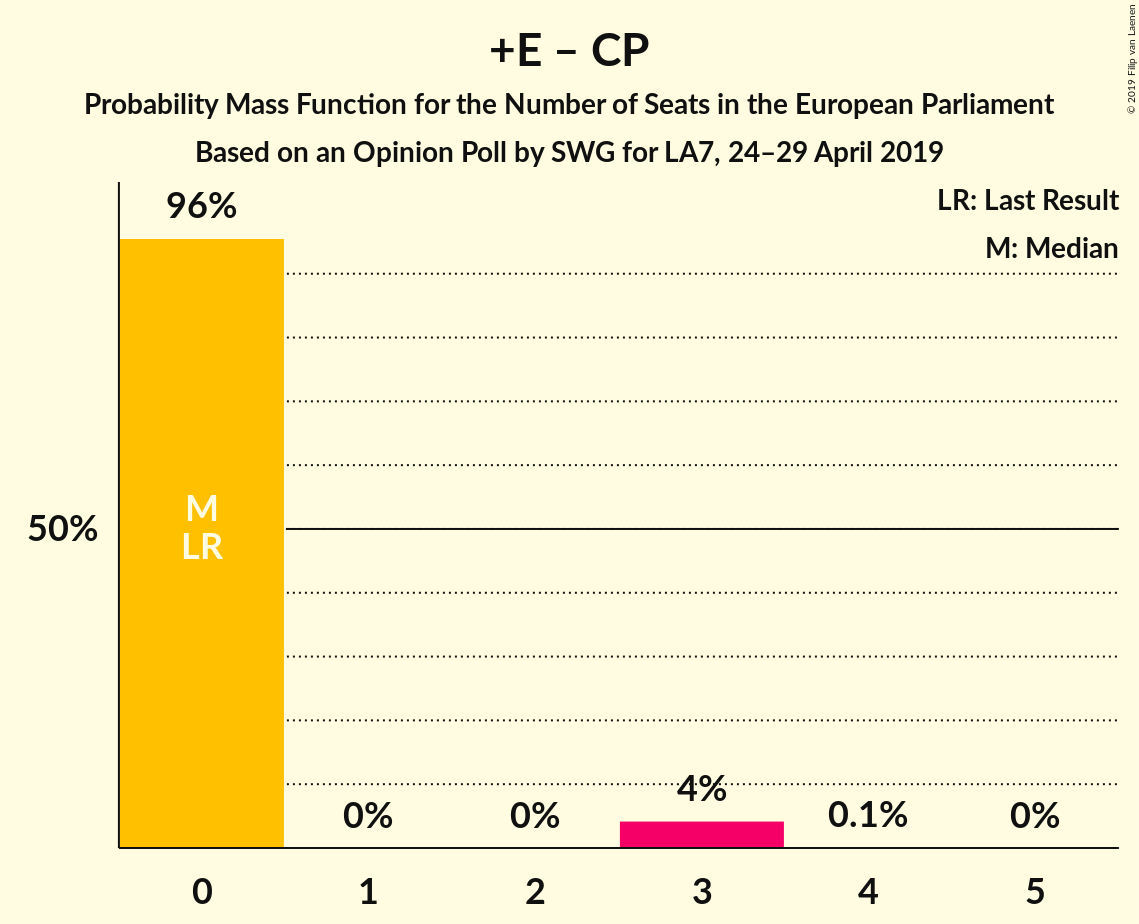 +E – CP
Probability Mass Function for the Number of Seats in the European Parliament
Based on an Opinion Poll by SWG for LA7, 24–29 April 2019
© 2019 Filip van Laenen
LR: Last Result
M: Median
96%
M
LR
50%
0%
0%
4%
0.1%
0%
0
1
2
3
4
5